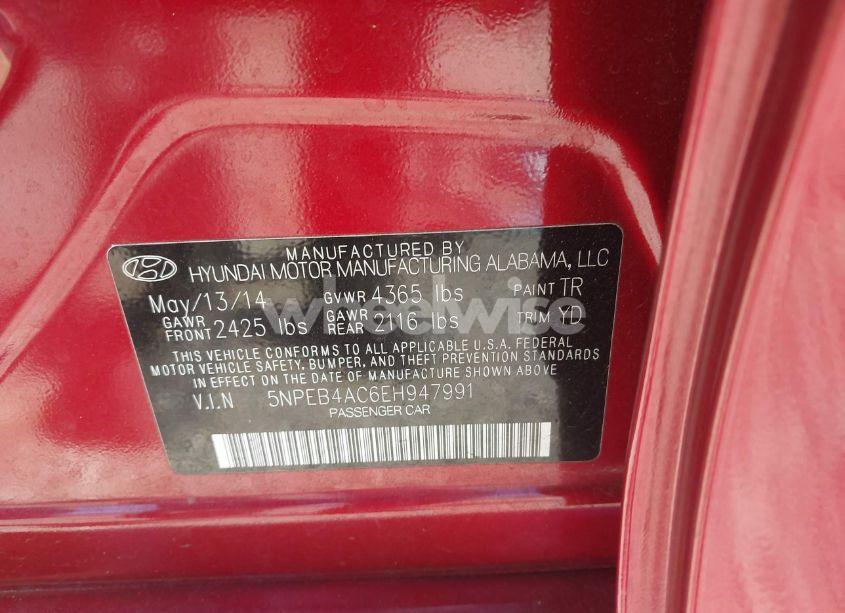 MANUFACTURED BY
HYUNDAI MOTOR MANUFACTURING ALABAMA, LLC
May/13/14 GVWR 4365 lbs PAINT TR
GAWR FRONT 2425 lbs GAWR REAR 2116 lbs TRIM YD
THIS VEHICLE CONFORMS TO ALL APPLICABLE U.S.A. FEDERAL
MOTOR VEHICLE SAFETY, BUMPER, AND THEFT PREVENTION STANDARDS
IN EFFECT ON THE DATE OF MANUFACTURE SHOWN ABOVE.
V.I.N 5NPEB4AC6EH947991
PASSENGER CAR
wheelwise